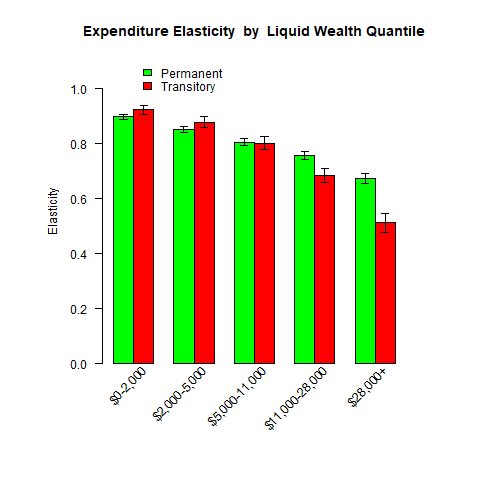 Expenditure Elasticity  by  Liquid Wealth Quantile
Permanent
Transitory
Elasticity
1.0
0.8
0.6
0.4
0.2
0.0
$0-2,000
$2,000-5,000
$5,000-11,000
$11,000-28,000
$28,000+